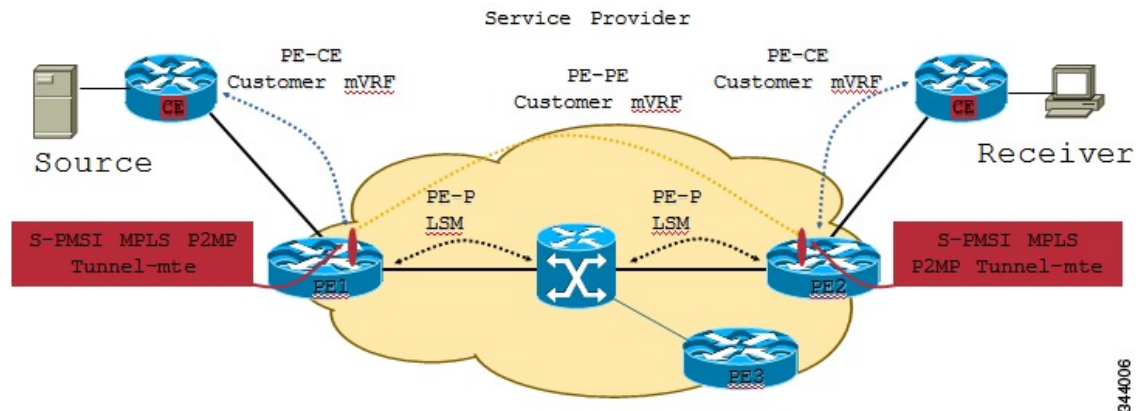 Service Provider
PE-CE
Customer mVRF
PE-PE
Customer mVRF
PE-CE
Customer mVRF
CE
CE
Source
Receiver
PE-P
LSM
PE-P
LSM
S-PMSI MPLS P2MP
Tunnel-mte
S-PMSI MPLS
P2MP Tunnel-mte
PE1
PE2
PE3
344006